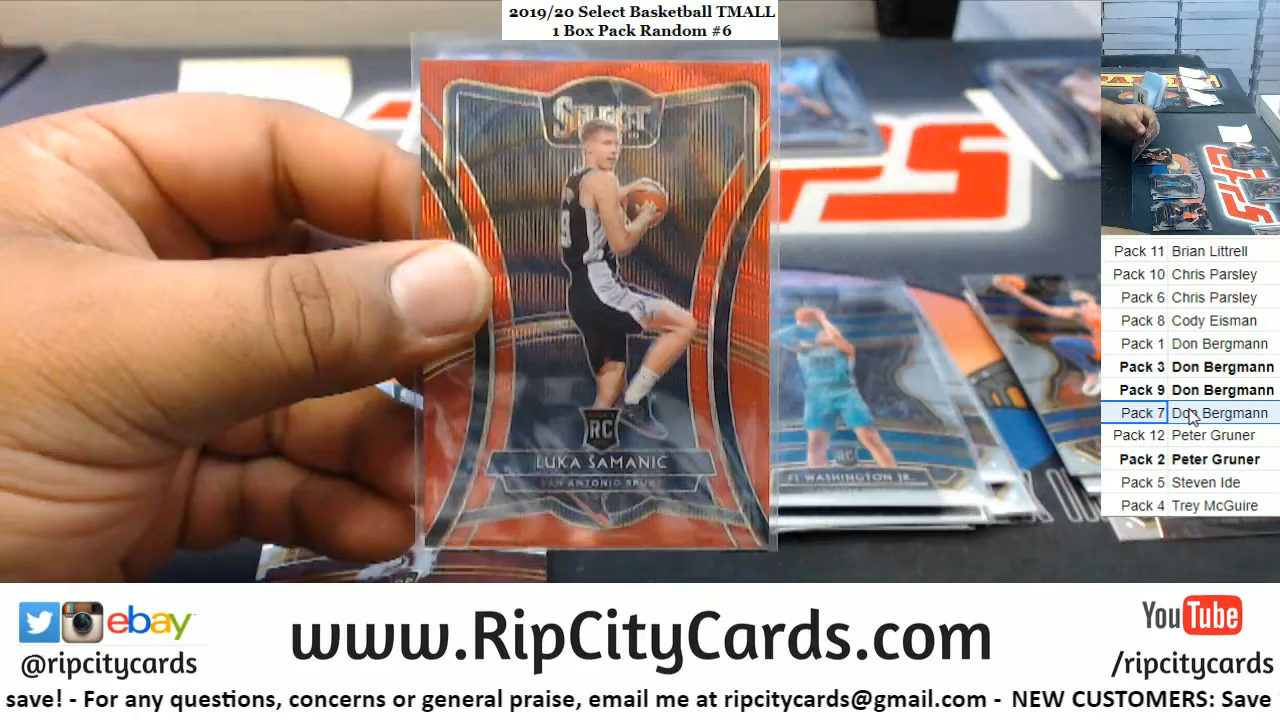 2019/20 Select Basketball TMALL
1 Box Pack Random #6
SELECT
RC
LUKA ŠAMANIC
SAN ANTONIO SPURS
RC
PJ WASHINGTON JR.
RC
Pack 11 Brian Littrell
Pack 10 Chris Parsley
Pack 6 Chris Parsley
Pack 8 Cody Eisman
Pack 1 Don Bergmann
Pack 3 Don Bergmann
Pack 9 Don Bergmann
Pack 7 Don Bergmann
Pack 12 Peter Gruner
Pack 2 Peter Gruner
Pack 5 Steven Ide
Pack 4 Trey McGuire
ebay
@ripcitycards
www.RipCityCards.com
YouTube
/ripcitycards
save! - For any questions, concerns or general praise, email me at ripcitycards@gmail.com - NEW CUSTOMERS: Save